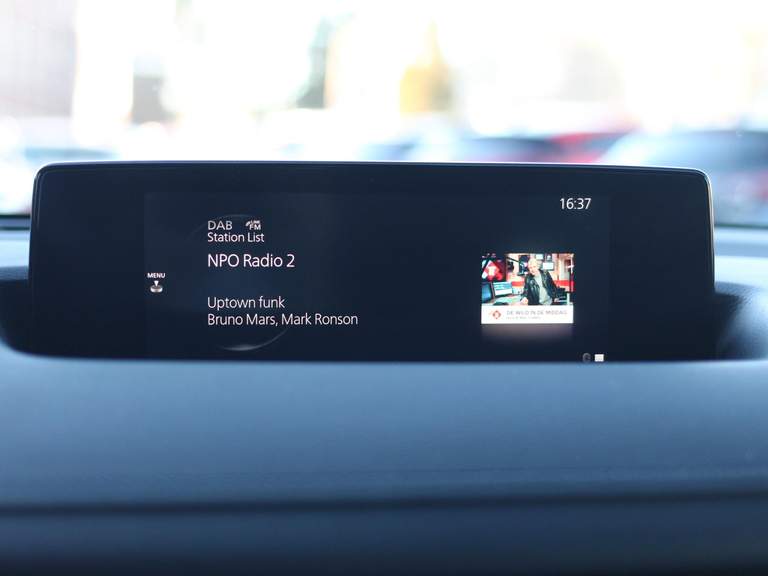 16:37
DAB LINK FM
Station List
NPO Radio 2
MENU
Uptown funk
Bruno Mars, Mark Ronson
DE WILD IN DE MIDDAG